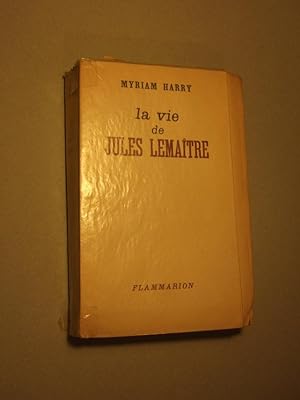 MYRIAM HARRY
la vie
de
JULES LEMAÎTRE
FLAMMARION